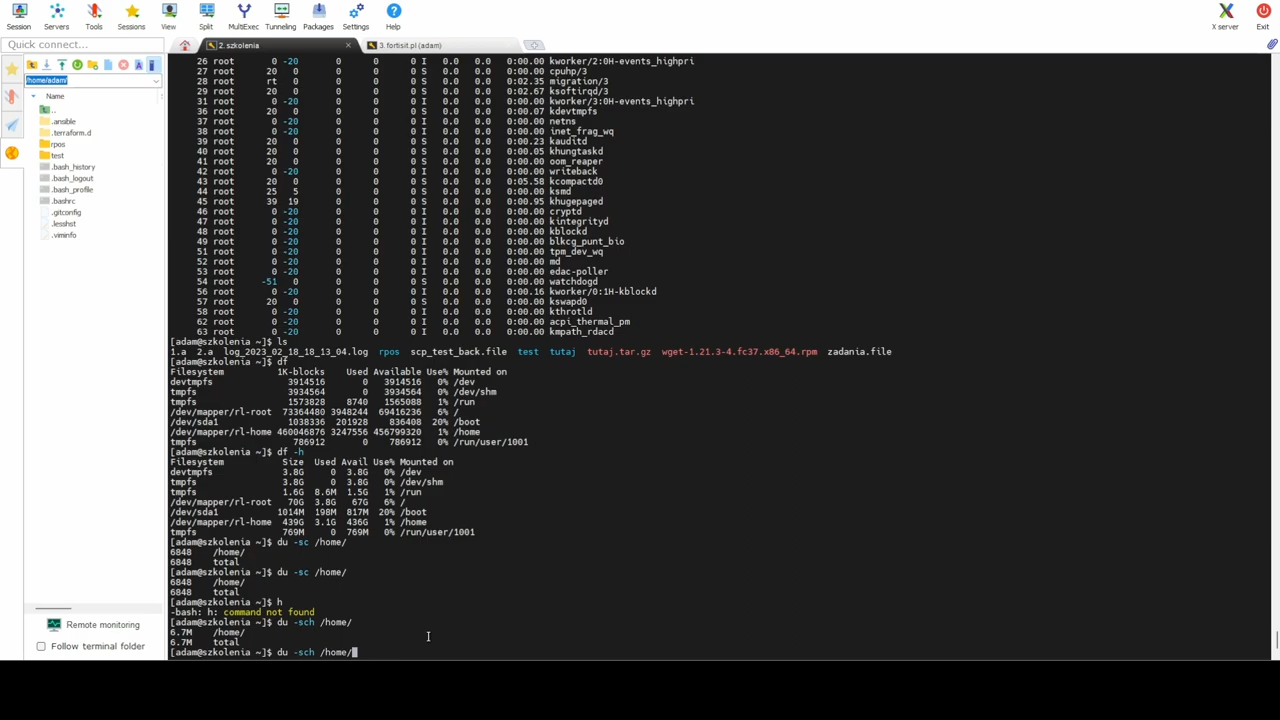 Session Servers Tools Sessions View Split MultiExec Tunneling Packages Settings Help X server Exit
Quick connect...
2. szkolenia
3. fortisit.pl (adam)
/home/adam/
Name
..
.ansible
.terraform.d
rpos
test
.bash_history
.bash_logout
.bash_profile
.bashrc
.gitconfig
.lesshst
.viminfo
Remote monitoring
Follow terminal folder
26 root 0 -20 0 0 0 I 0.0 0.0 0:00.00 kworker/2:0H-events_highpri
27 root 20 0 0 0 0 S 0.0 0.0 0:00.00 cpuhp/3
28 root rt 0 0 0 0 S 0.0 0.0 0:02.35 migration/3
29 root 20 0 0 0 0 S 0.0 0.0 0:02.67 ksoftirqd/3
31 root 0 -20 0 0 0 I 0.0 0.0 0:00.00 kworker/3:0H-events_highpri
36 root 20 0 0 0 0 S 0.0 0.0 0:00.07 kdevtmpfs
37 root 0 -20 0 0 0 I 0.0 0.0 0:00.00 netns
38 root 0 -20 0 0 0 I 0.0 0.0 0:00.00 inet_frag_wq
39 root 20 0 0 0 0 S 0.0 0.0 0:00.23 kauditd
40 root 20 0 0 0 0 S 0.0 0.0 0:00.05 khungtaskd
41 root 20 0 0 0 0 S 0.0 0.0 0:00.00 oom_reaper
42 root 0 -20 0 0 0 I 0.0 0.0 0:00.00 writeback
43 root 20 0 0 0 0 S 0.0 0.0 0:05.58 kcompactd0
44 root 25 5 0 0 0 S 0.0 0.0 0:00.00 ksmd
45 root 39 19 0 0 0 S 0.0 0.0 0:00.95 khugepaged
46 root 0 -20 0 0 0 I 0.0 0.0 0:00.00 cryptd
47 root 0 -20 0 0 0 I 0.0 0.0 0:00.00 kintegrityd
48 root 0 -20 0 0 0 I 0.0 0.0 0:00.00 kblockd
49 root 0 -20 0 0 0 I 0.0 0.0 0:00.00 blkcg_punt_bio
51 root 0 -20 0 0 0 I 0.0 0.0 0:00.00 tpm_dev_wq
52 root 0 -20 0 0 0 I 0.0 0.0 0:00.00 md
53 root 0 -20 0 0 0 I 0.0 0.0 0:00.00 edac-poller
54 root -51 0 0 0 0 S 0.0 0.0 0:00.00 watchdogd
56 root 0 -20 0 0 0 I 0.0 0.0 0:00.16 kworker/0:1H-kblockd
57 root 20 0 0 0 0 S 0.0 0.0 0:00.00 kswapd0
58 root 0 -20 0 0 0 I 0.0 0.0 0:00.00 kthrotld
62 root 0 -20 0 0 0 I 0.0 0.0 0:00.00 acpi_thermal_pm
63 root 0 -20 0 0 0 I 0.0 0.0 0:00.00 kmpath_rdacd
[adam@szkolenia ~]$ ls
1.a 2.a log_2023_02_18_18_13_04.log rpos scp_test_back.file test tutaj tutaj.tar.gz wget-1.21.3-4.fc37.x86_64.rpm zadania.file
[adam@szkolenia ~]$ df
Filesystem 1K-blocks Used Available Use% Mounted on
devtmpfs 3914516 0 3914516 0% /dev
tmpfs 3934564 0 3934564 0% /dev/shm
tmpfs 1573828 8740 1565088 1% /run
/dev/mapper/rl-root 73364480 3948244 69416236 6% /
/dev/sda1 1038336 201928 836408 20% /boot
/dev/mapper/rl-home 460046876 3247556 456799320 1% /home
tmpfs 786912 0 786912 0% /run/user/1001
[adam@szkolenia ~]$ df -h
Filesystem Size Used Avail Use% Mounted on
devtmpfs 3.8G 0 3.8G 0% /dev
tmpfs 3.8G 0 3.8G 0% /dev/shm
tmpfs 1.6G 8.6M 1.5G 1% /run
/dev/mapper/rl-root 70G 3.8G 67G 6% /
/dev/sda1 1014M 198M 817M 20% /boot
/dev/mapper/rl-home 439G 3.1G 436G 1% /home
tmpfs 769M 0 769M 0% /run/user/1001
[adam@szkolenia ~]$ du -sc /home/
6848 /home/
6848 total
[adam@szkolenia ~]$ du -sc /home/
6848 /home/
6848 total
[adam@szkolenia ~]$ h
-bash: h: command not found
[adam@szkolenia ~]$ du -sch /home/
6.7M /home/
6.7M total
[adam@szkolenia ~]$ du -sch /home/